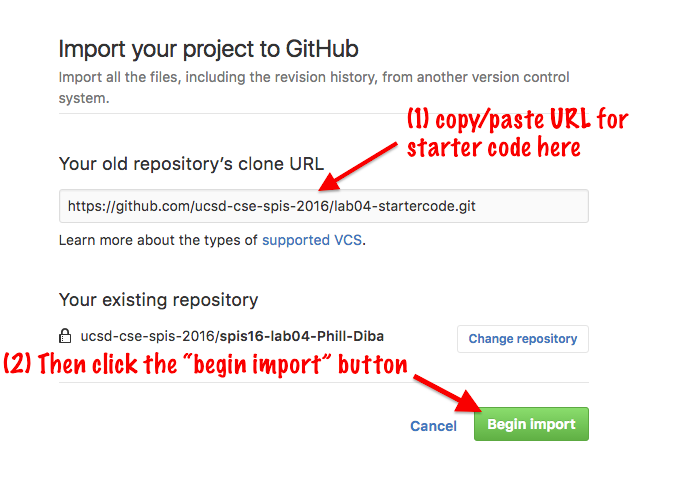 Import your project to GitHub
Import all the files, including the revision history, from another version control
system.
(1) copy/paste URL for
starter code here
Your old repository’s clone URL
https://github.com/ucsd-cse-spis-2016/lab04-startercode.git
Learn more about the types of supported VCS.
Your existing repository
ucsd-cse-spis-2016/spis16-lab04-Phill-Diba
Change repository
(2) Then click the “begin import” button
Cancel
Begin import